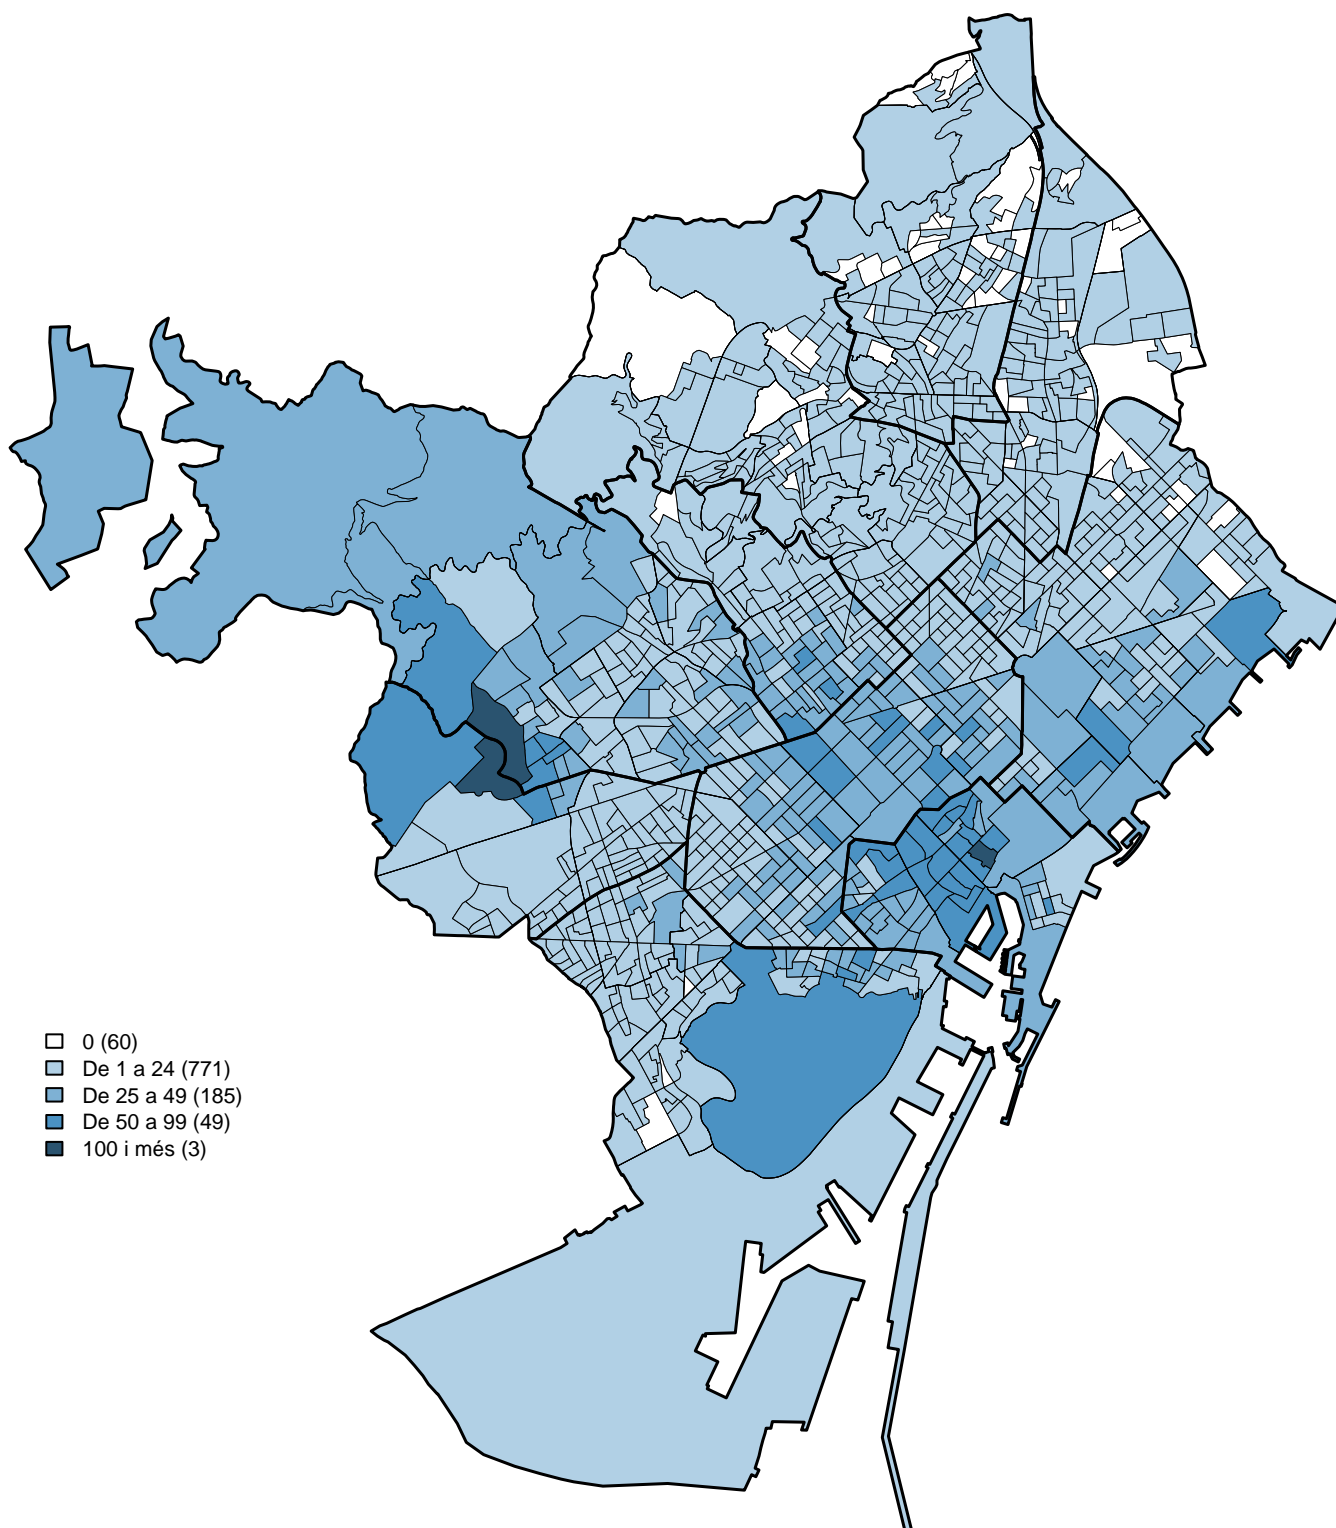 0 (60)
De 1 a 24 (771)
De 25 a 49 (185)
De 50 a 99 (49)
100 i més (3)